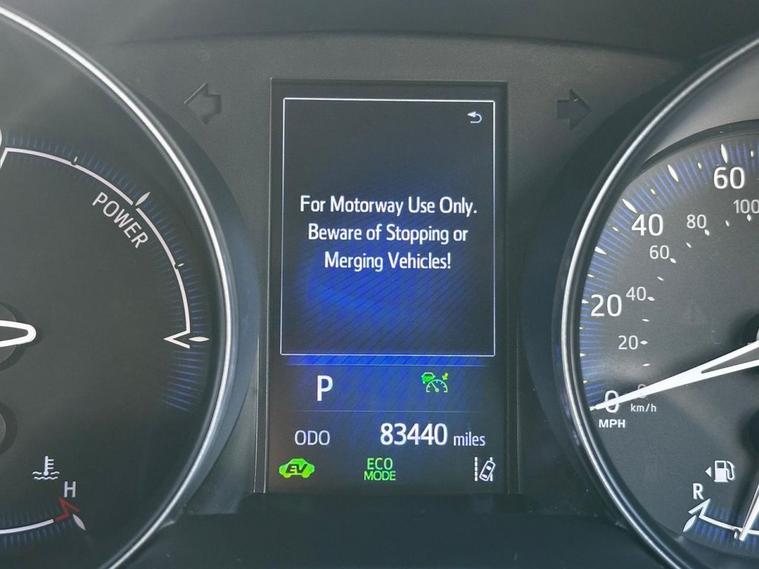 For Motorway Use Only.
Beware of Stopping or
Merging Vehicles!
P
ODO 83440 miles
EV
ECO
MODE
POWER
H
60
40
20
0
MPH
100
80
60
40
20
0
km/h
R